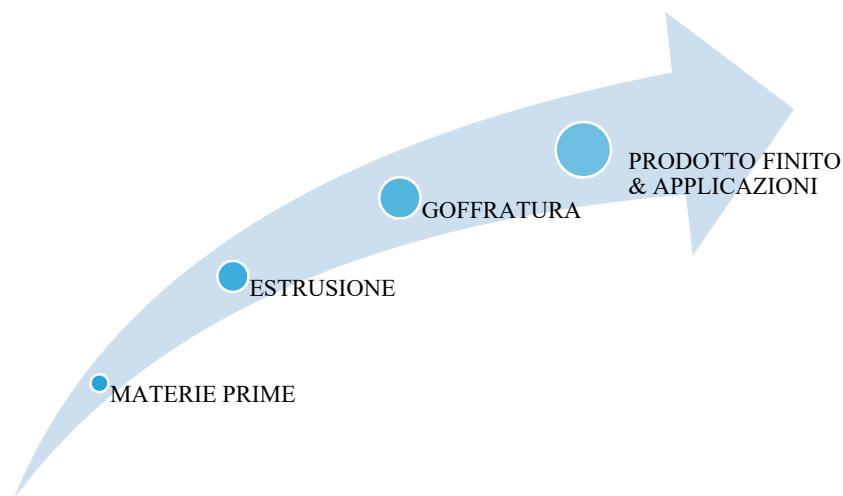 PRODOTTO FINITO
& APPLICAZIONI
GOFFRATURA
ESTRUSIONE
MATERIE PRIME